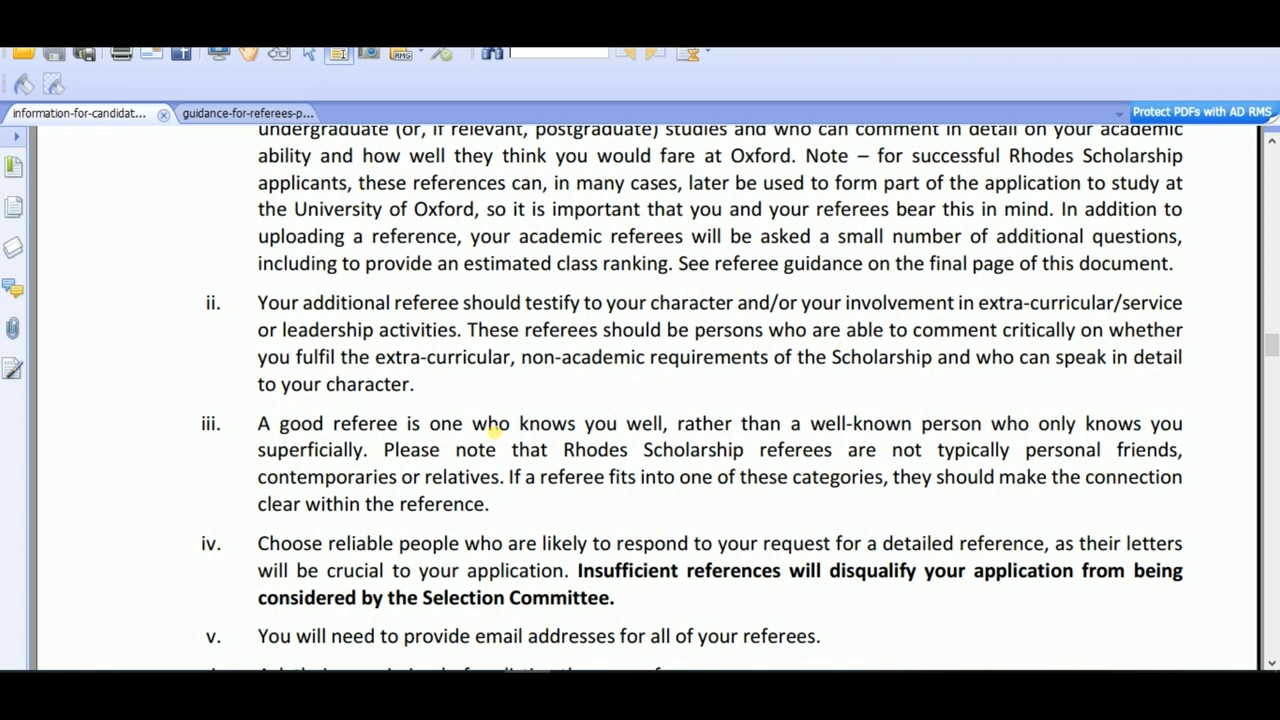 information-for-candidat...
guidance-for-referees-p...
Protect PDFs with AD RMS
undergraduate (or, if relevant, postgraduate) studies and who can comment in detail on your academic
ability and how well they think you would fare at Oxford. Note – for successful Rhodes Scholarship
applicants, these references can, in many cases, later be used to form part of the application to study at
the University of Oxford, so it is important that you and your referees bear this in mind. In addition to
uploading a reference, your academic referees will be asked a small number of additional questions,
including to provide an estimated class ranking. See referee guidance on the final page of this document.
ii. Your additional referee should testify to your character and/or your involvement in extra-curricular/service
or leadership activities. These referees should be persons who are able to comment critically on whether
you fulfil the extra-curricular, non-academic requirements of the Scholarship and who can speak in detail
to your character.
iii. A good referee is one who knows you well, rather than a well-known person who only knows you
superficially. Please note that Rhodes Scholarship referees are not typically personal friends,
contemporaries or relatives. If a referee fits into one of these categories, they should make the connection
clear within the reference.
iv. Choose reliable people who are likely to respond to your request for a detailed reference, as their letters
will be crucial to your application. Insufficient references will disqualify your application from being
considered by the Selection Committee.
v. You will need to provide email addresses for all of your referees.